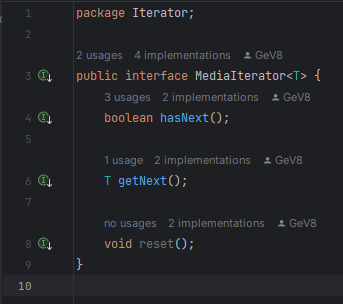 1 package Iterator;
2
2 usages 4 implementations GeV8
3 public interface MediaIterator<T> {
3 usages 2 implementations GeV8
4 boolean hasNext();
5
1 usage 2 implementations GeV8
6 T getNext();
7
no usages 2 implementations GeV8
8 void reset();
9 }
10